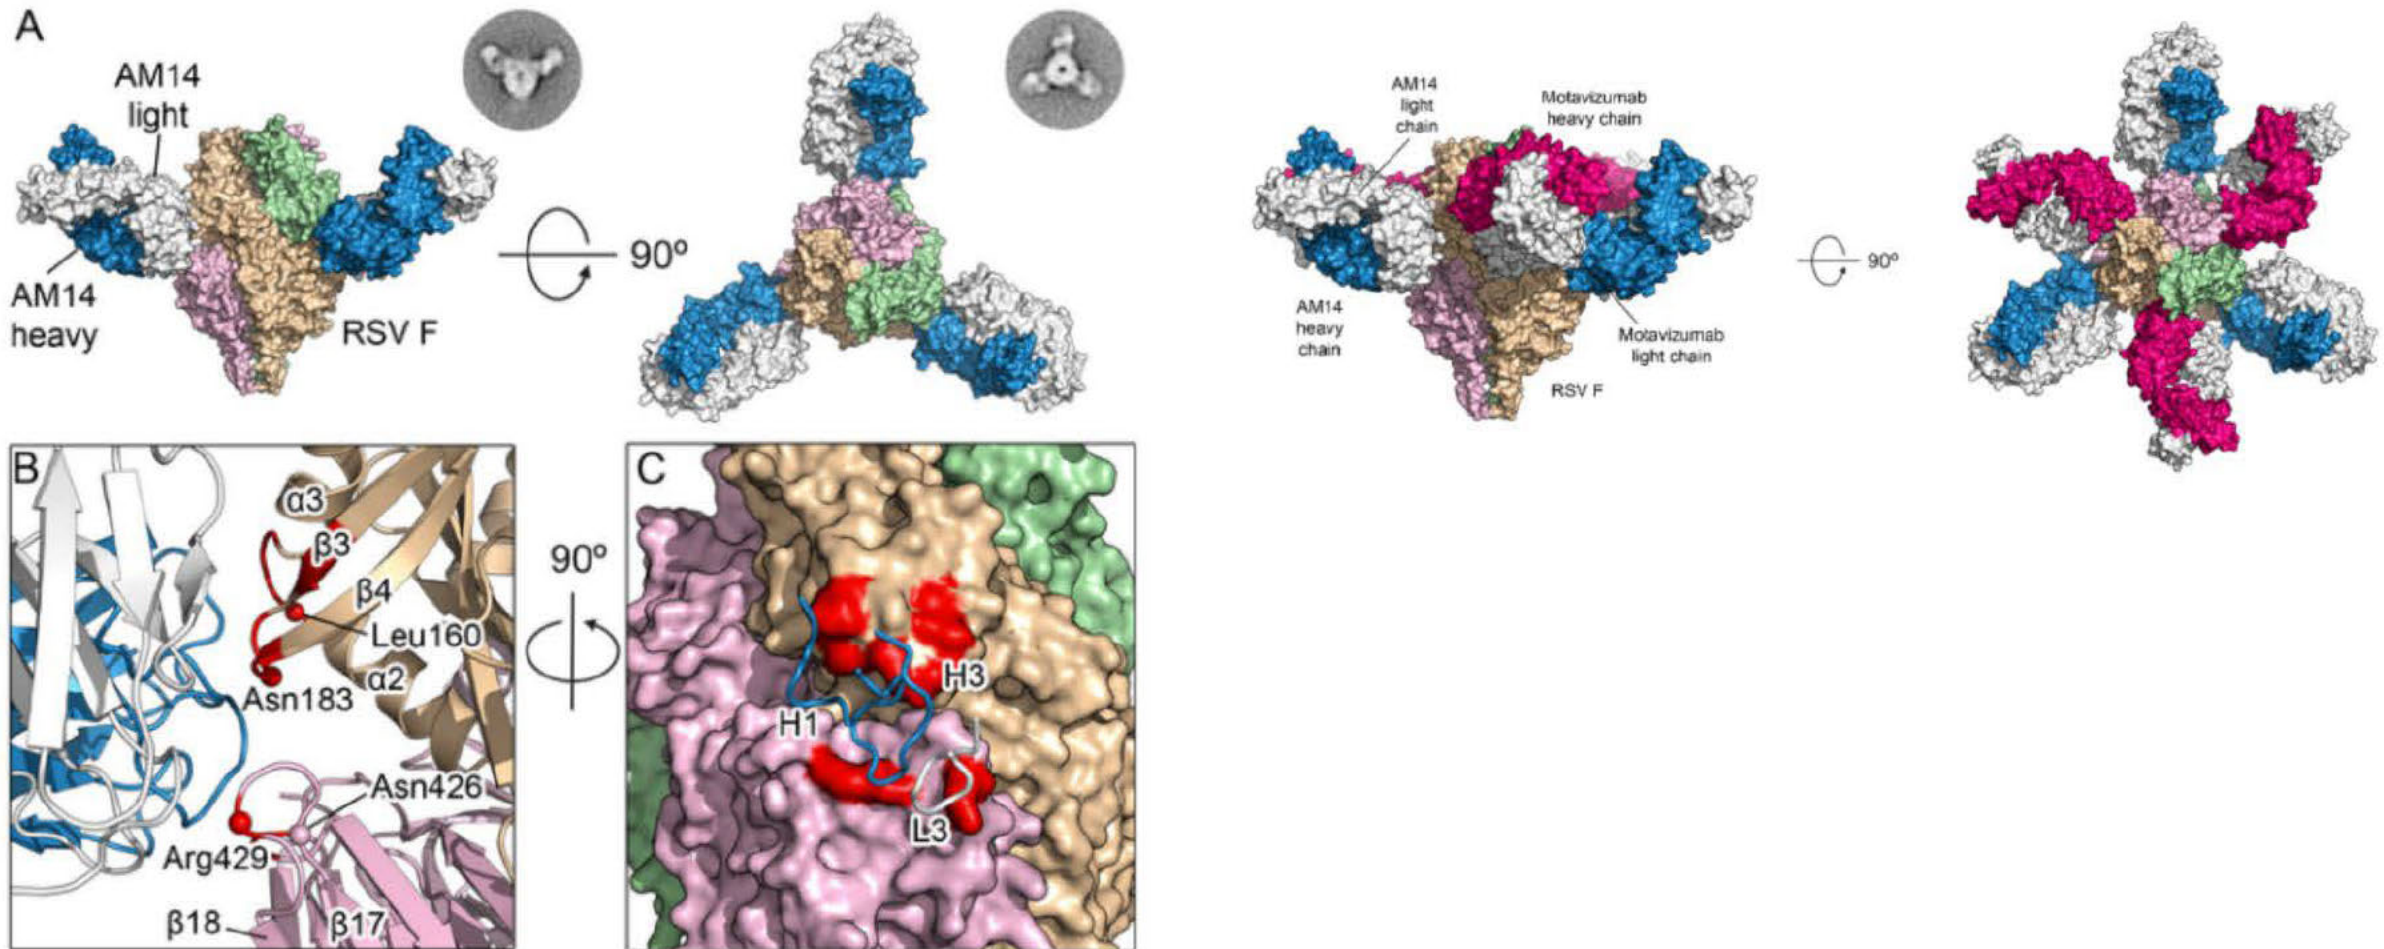 A
AM14
light
AM14
heavy
RSV F
90º
AM14
light
chain
Motavizumab
heavy chain
AM14
heavy
chain
Motavizumab
light chain
RSV F
90º
B
α3
β3
β4
Leu160
α2
Asn183
Asn426
Arg429
β18
β17
90º
C
H3
H1
L3